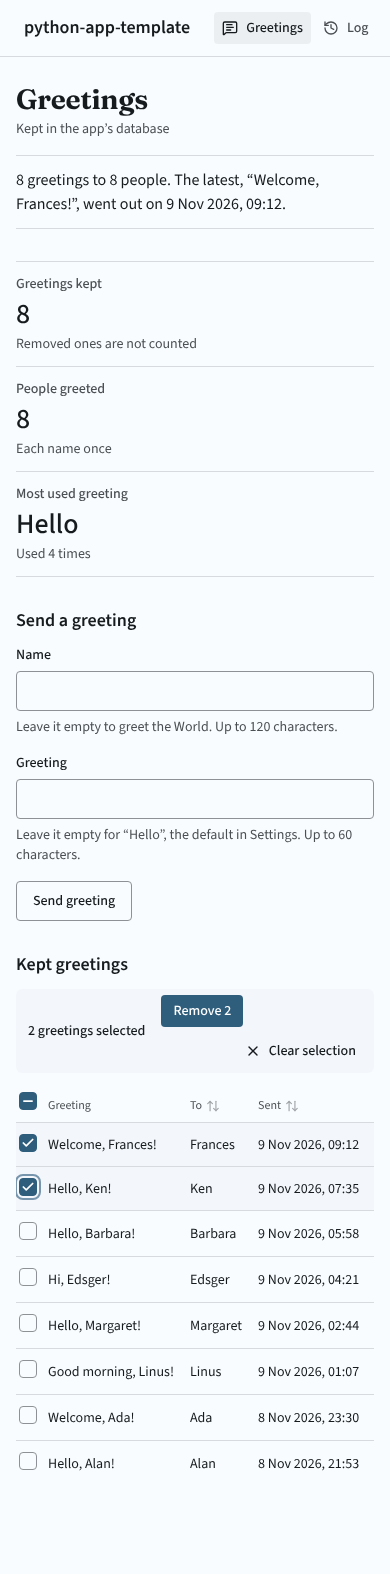 python-app-template
Greetings
Log
Greetings
Kept in the app’s database
8 greetings to 8 people. The latest, “Welcome,
Frances!”, went out on 9 Nov 2026, 09:12.
Greetings kept
8
Removed ones are not counted
People greeted
8
Each name once
Most used greeting
Hello
Used 4 times
Send a greeting
Name
Leave it empty to greet the World. Up to 120 characters.
Greeting
Leave it empty for “Hello”, the default in Settings. Up to 60
characters.
Send greeting
Kept greetings
2 greetings selected
Remove 2
Clear selection
Greeting To Sent
Welcome, Frances! Frances 9 Nov 2026, 09:12
Hello, Ken! Ken 9 Nov 2026, 07:35
Hello, Barbara! Barbara 9 Nov 2026, 05:58
Hi, Edsger! Edsger 9 Nov 2026, 04:21
Hello, Margaret! Margaret 9 Nov 2026, 02:44
Good morning, Linus! Linus 9 Nov 2026, 01:07
Welcome, Ada! Ada 8 Nov 2026, 23:30
Hello, Alan! Alan 8 Nov 2026, 21:53